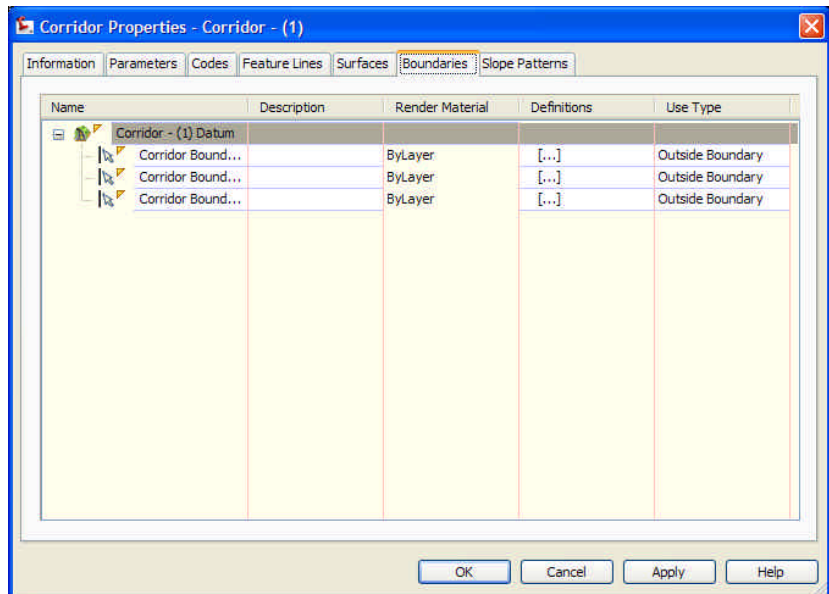 Corridor Properties - Corridor - (1)
Information Parameters Codes Feature Lines Surfaces Boundaries Slope Patterns
Name Description Render Material Definitions Use Type
Corridor - (1) Datum
Corridor Bound... ByLayer [...] Outside Boundary
Corridor Bound... ByLayer [...] Outside Boundary
Corridor Bound... ByLayer [...] Outside Boundary
OK Cancel Apply Help